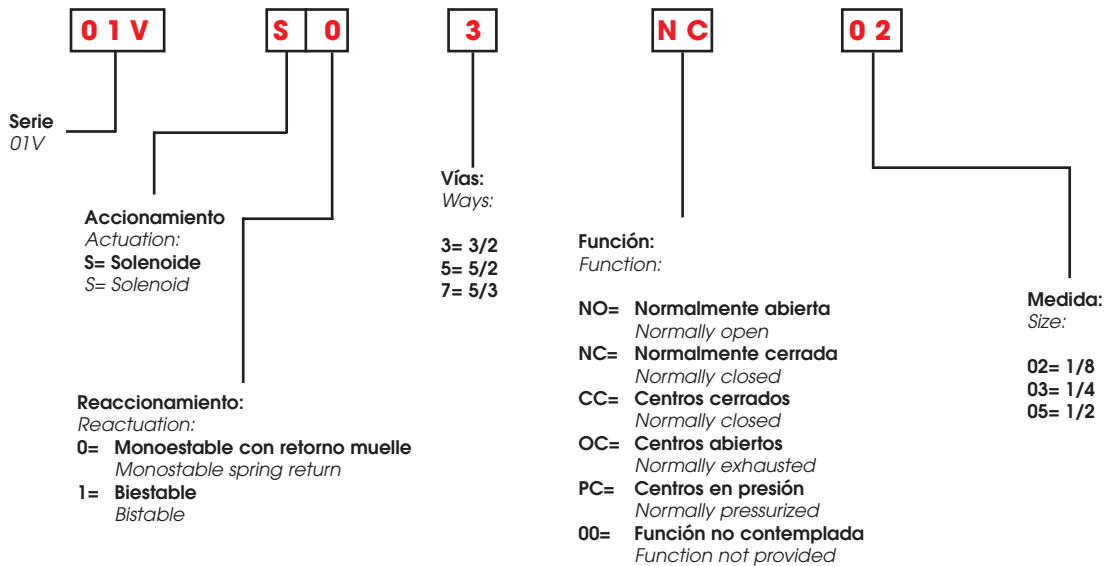 0 1 V S 0 3 N C 0 2
Serie
01V
Accionamiento
Actuation:
S= Solenoide
S= Solenoid
Reaccionamiento:
Reactuation:
0= Monoestable con retorno muelle
Monostable spring return
1= Biestable
Bistable
Vías:
Ways:
3= 3/2
5= 5/2
7= 5/3
Función:
Function:
NO= Normalmente abierta
Normally open
NC= Normalmente cerrada
Normally closed
CC= Centros cerrados
Normally closed
OC= Centros abiertos
Normally exhausted
PC= Centros en presión
Normally pressurized
00= Función no contemplada
Function not provided
Medida:
Size:
02= 1/8
03= 1/4
05= 1/2